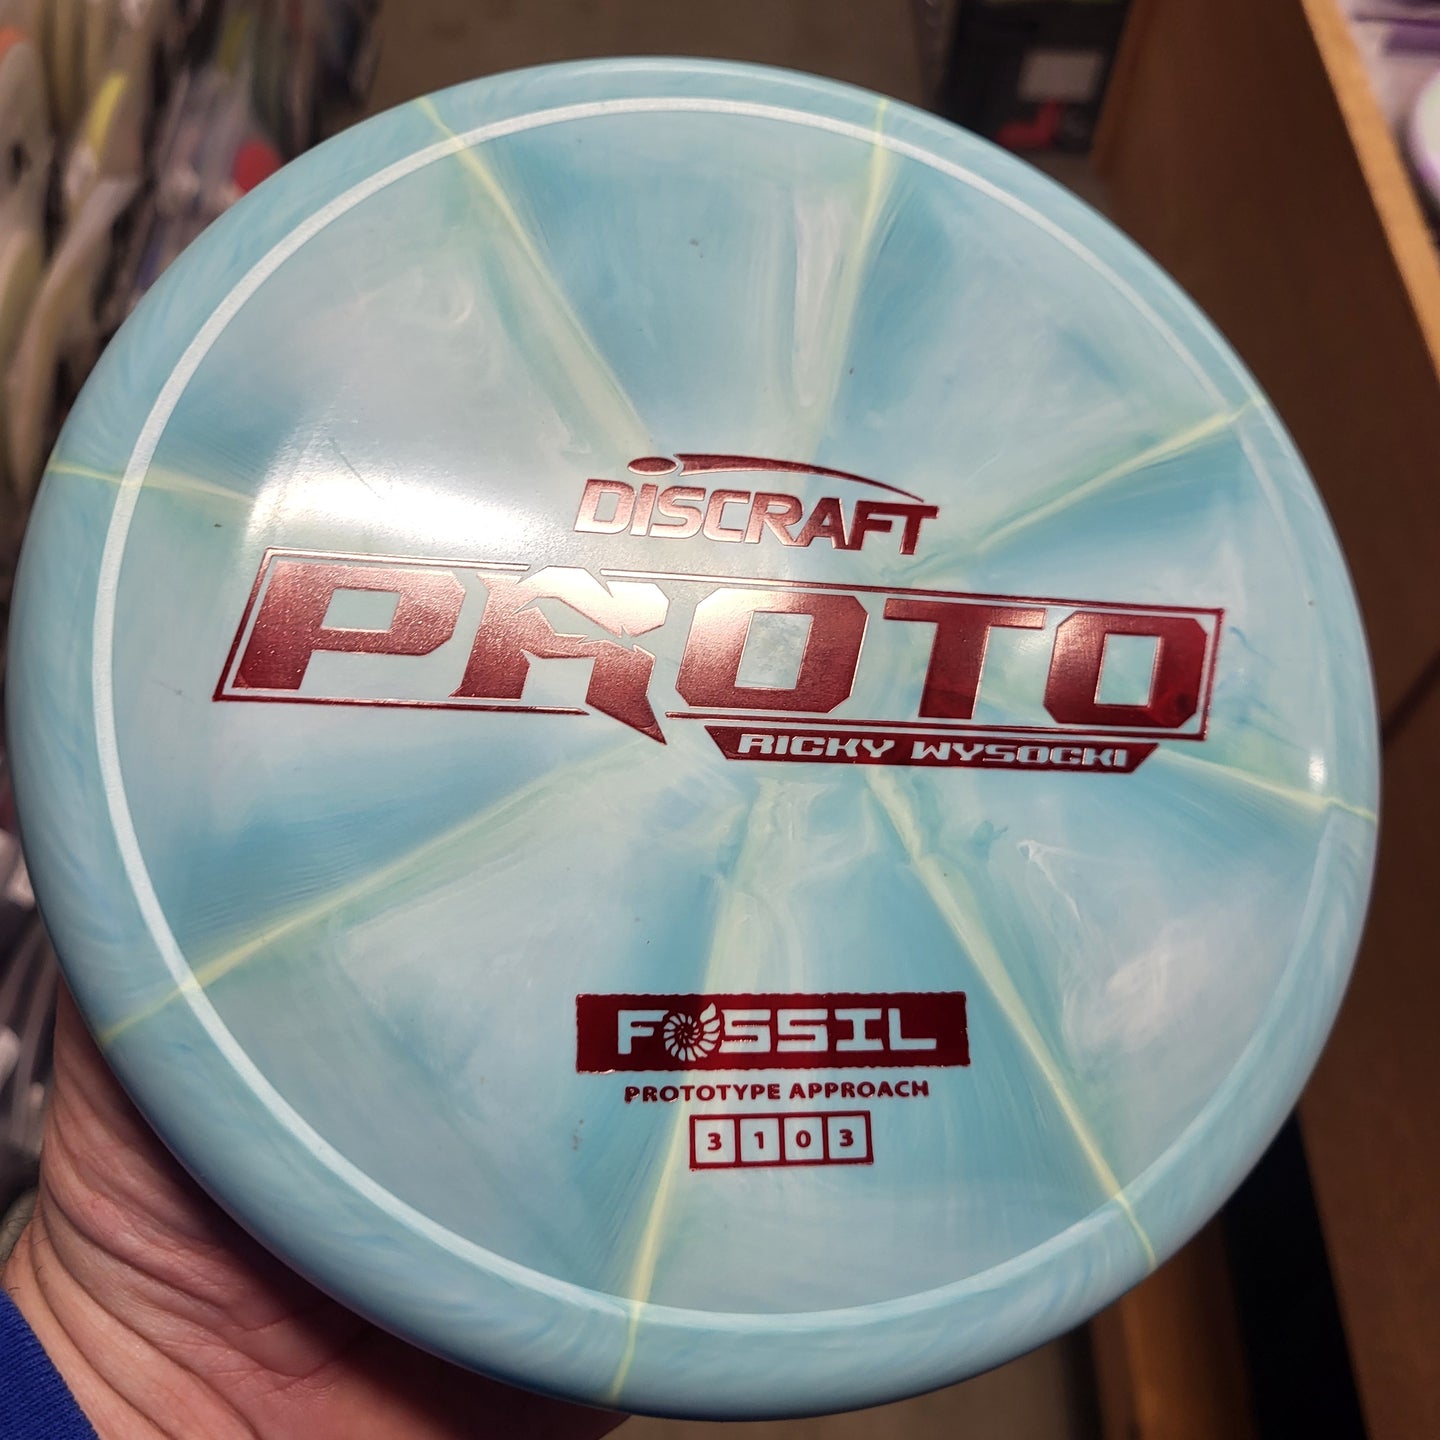 DISCRAFT
PROTO
RICKY WYSOCKI
FOSSIL
PROTOTYPE APPROACH
3 1 0 3